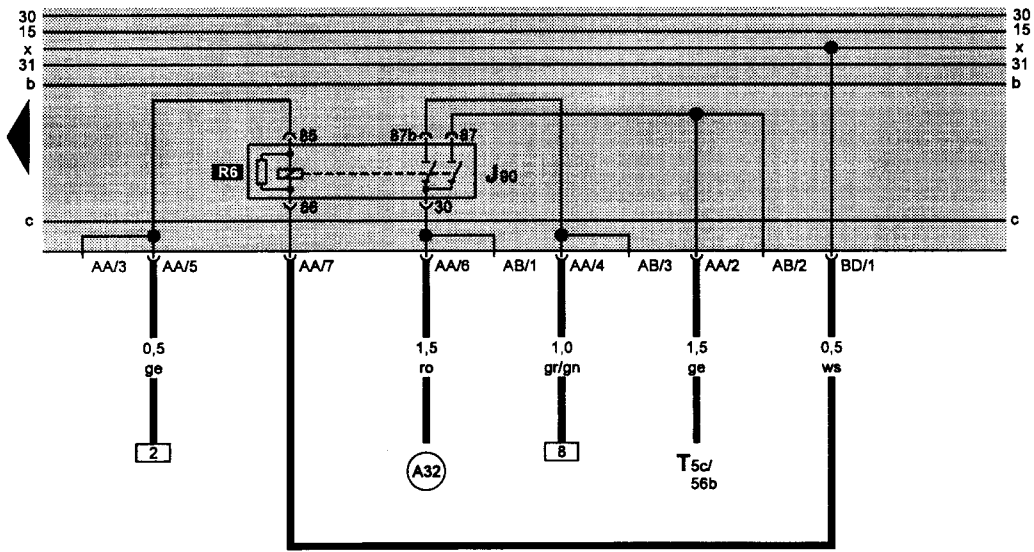 30 30
15 15
x x
31 31
b b
85 87b 87
R6 J80
86 30
c c
AA/3 AA/5 AA/7 AA/6 AB/1 AA/4 AB/3 AA/2 AB/2 BD/1
0,5 1,5 1,0 1,5 0,5
ge ro gr/gn ge ws
2 A32 8 T5c/
56b